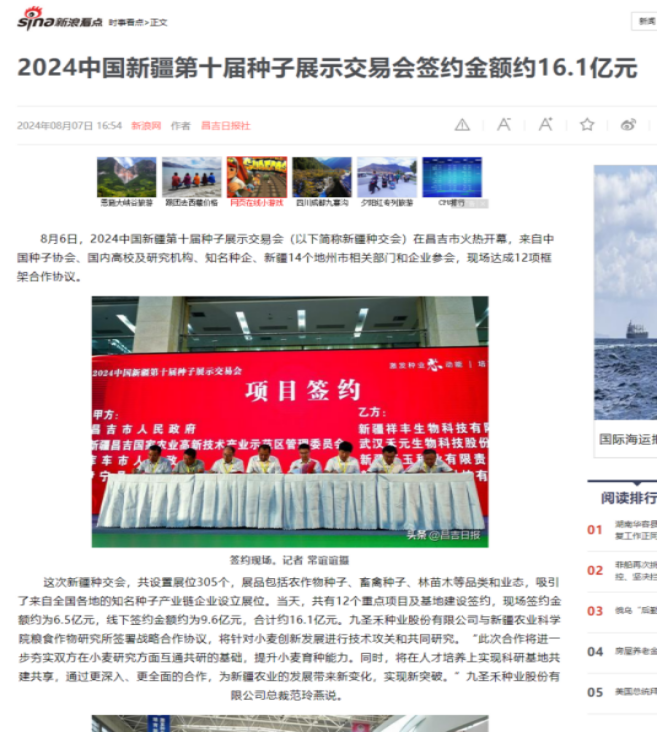 sina新浪看点 时事看点>正文
新闻
2024中国新疆第十届种子展示交易会签约金额约16.1亿元
2024年08月07日 16:54 新浪网 作者 昌吉日报社
A- A+
恩施大峡谷旅游 跟团去西藏价格 网页在线小游戏 四川成都九寨沟 夕阳红专列旅游
8月6日，2024中国新疆第十届种子展示交易会（以下简称新疆种交会）在昌吉市火热开幕，来自中
国种子协会、国内高校及研究机构、知名种企、新疆14个地州市相关部门和企业参会，现场达成12项框
架合作协议。
2024中国新疆第十届种子展示交易会
项目签约
甲方：
昌吉市人民政府
新疆昌吉国家农业高新技术产业示范区管理委员会
乙方：
新疆祥丰生物科技有限
武汉禾元生物科技股份
头条 @昌吉日报
签约现场。记者 常谊谊摄
这次新疆种交会，共设置展位305个，展品包括农作物种子、畜禽种子、林苗木等品类和业态，吸引
了来自全国各地的知名种子产业链企业设立展位。当天，共有12个重点项目及基地建设签约，现场签约金
额约为6.5亿元，线下签约金额约为9.6亿元，合计约16.1亿元。九圣禾种业股份有限公司与新疆农业科学
院粮食作物研究所签署战略合作协议，将针对小麦创新发展进行技术攻关和共同研究。“此次合作将进一
步夯实双方在小麦研究方面互通共研的基础，提升小麦育种能力。同时，将在人才培养上实现科研基地共
建共享，通过更深入、更全面的合作，为新疆农业的发展带来新变化，实现新突破。”九圣禾种业股份有
限公司总裁范玲燕说。
国际海运
阅读排行
01 湖南华容县
复工作正
02 菲船再次
控、坚决
03 俄乌“后
04 房屋养老金
05 美国总统